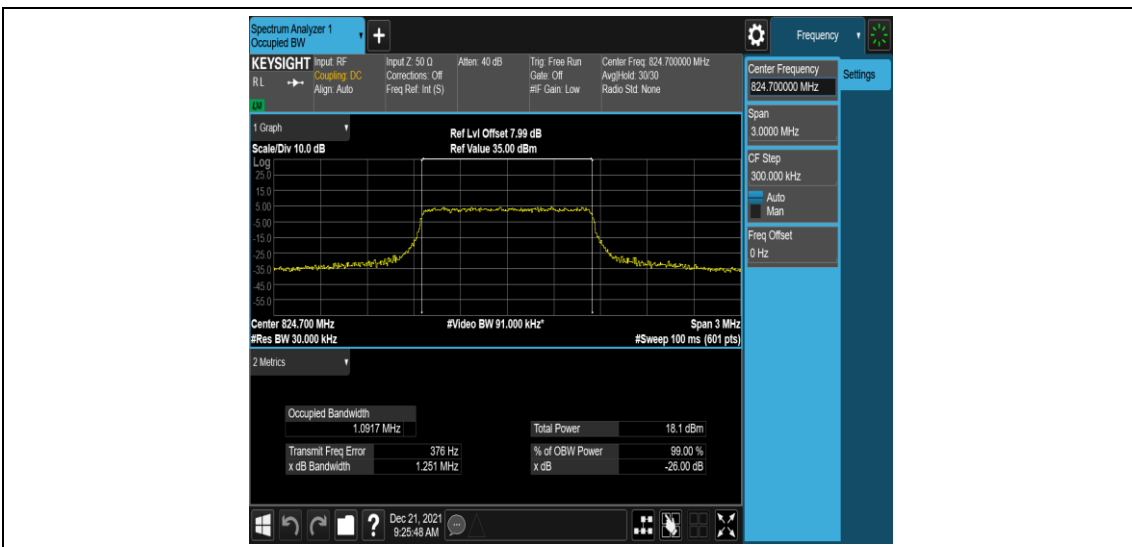 Spectrum Analyzer 1
Occupied BW
+
Frequency
KEYSIGHT
R L
LM
Input: RF
Coupling: DC
Align: Auto
Input Z: 50 Ω
Corrections: Off
Freq Ref: Int (S)
Atten: 40 dB
Trig: Free Run
Gate: Off
#IF Gain: Low
Center Freq: 824.700000 MHz
Avg|Hold: 30/30
Radio Std: None
Center Frequency
824.700000 MHz
Settings
Span
3.0000 MHz
CF Step
300.000 kHz
Auto
Man
Freq Offset
0 Hz
1 Graph
Scale/Div 10.0 dB
Ref Lvl Offset 7.99 dB
Ref Value 35.00 dBm
Log
25.0
15.0
5.00
-5.00
-15.0
-25.0
-35.0
-45.0
-55.0
Center 824.700 MHz
#Video BW 91.000 kHz*
Span 3 MHz
#Res BW 30.000 kHz
#Sweep 100 ms (601 pts)
2 Metrics
Occupied Bandwidth
1.0917 MHz
Total Power 18.1 dBm
Transmit Freq Error 376 Hz
% of OBW Power 99.00 %
x dB Bandwidth 1.251 MHz
x dB -26.00 dB
?
Dec 21, 2021
9:25:48 AM